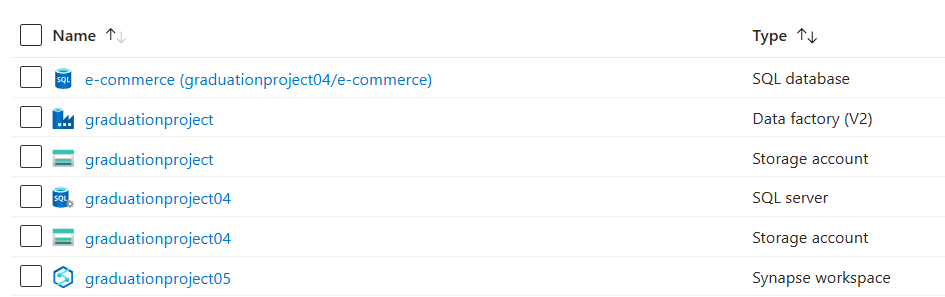 Name ↑↓ Type ↑↓
SQL e-commerce (graduationproject04/e-commerce) SQL database
graduationproject Data factory (V2)
graduationproject Storage account
SQL graduationproject04 SQL server
graduationproject04 Storage account
graduationproject05 Synapse workspace